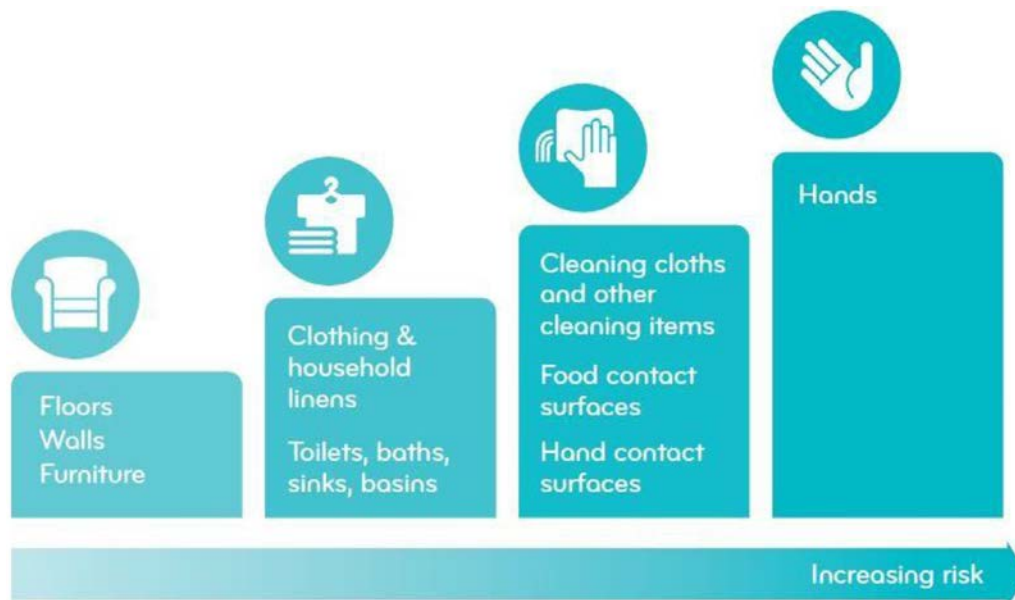 Floors
Walls
Furniture
Clothing &
household
linens
Toilets, baths,
sinks, basins
Cleaning cloths
and other
cleaning items
Food contact
surfaces
Hand contact
surfaces
Hands
Increasing risk